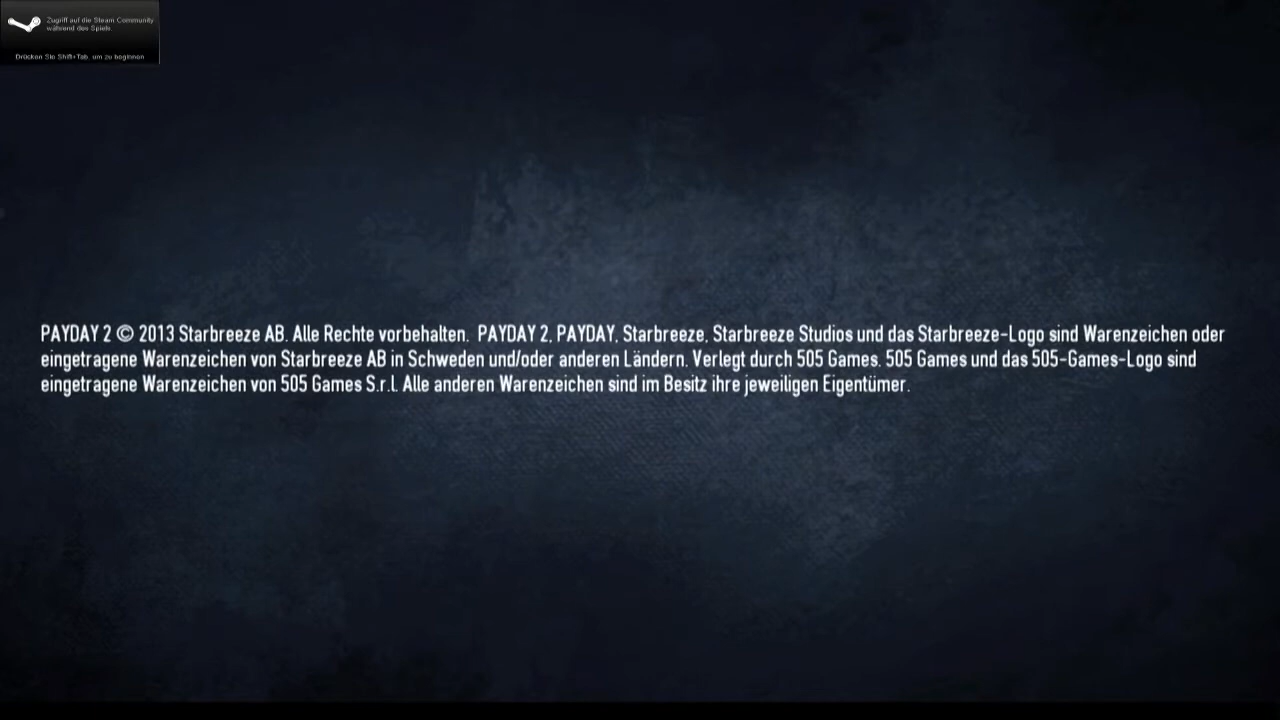 Zugriff auf die Steam Community
während des Spiels.
Drücken Sie Shift+Tab, um zu beginnen
PAYDAY 2 © 2013 Starbreeze AB. Alle Rechte vorbehalten. PAYDAY 2, PAYDAY, Starbreeze, Starbreeze Studios und das Starbreeze-Logo sind Warenzeichen oder
eingetragene Warenzeichen von Starbreeze AB in Schweden und/oder anderen Ländern. Verlegt durch 505 Games. 505 Games und das 505-Games-Logo sind
eingetragene Warenzeichen von 505 Games S.r.l. Alle anderen Warenzeichen sind im Besitz ihre jeweiligen Eigentümer.